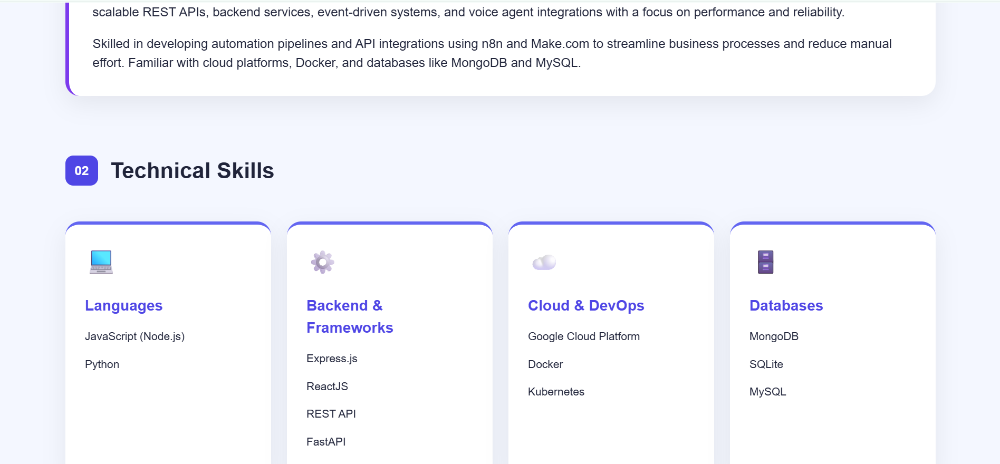 scalable REST APIs, backend services, event-driven systems, and voice agent integrations with a focus on performance and reliability.
Skilled in developing automation pipelines and API integrations using n8n and Make.com to streamline business processes and reduce manual
effort. Familiar with cloud platforms, Docker, and databases like MongoDB and MySQL.
02 Technical Skills
Languages
JavaScript (Node.js)
Python
Backend &
Frameworks
Express.js
ReactJS
REST API
FastAPI
Cloud & DevOps
Google Cloud Platform
Docker
Kubernetes
Databases
MongoDB
SQLite
MySQL